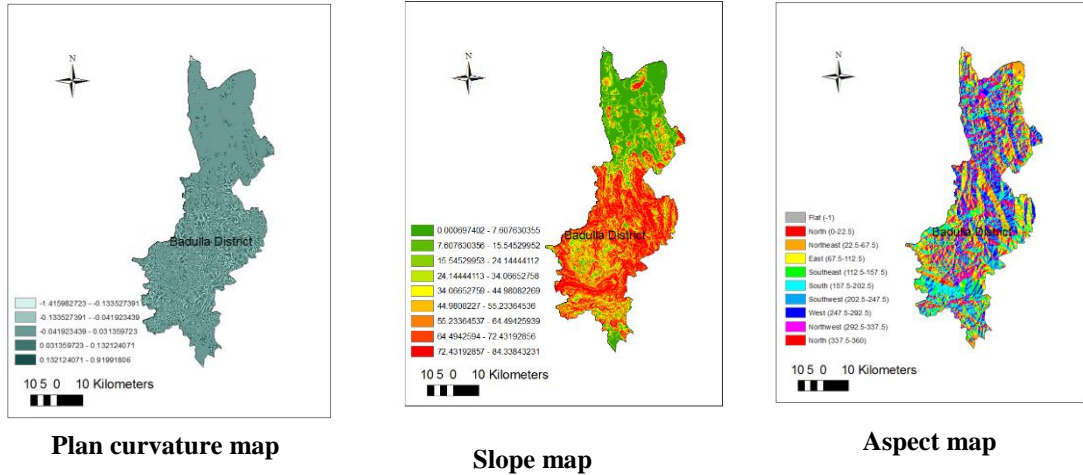 N
Badulla District
-1.415982723 - -0.133527391
-0.133527391 - -0.041923439
-0.041923439 - 0.031359723
0.031359723 - 0.132124071
0.132124071 - 0.91991806
10 5 0 10 Kilometers
Plan curvature map
N
Badulla District
0.000697402 - 7.607630355
7.607630356 - 15.54529952
15.54529953 - 24.14444112
24.14444113 - 34.06652758
34.06652759 - 44.98082269
44.9808227 - 55.23364536
55.23364537 - 64.49425939
64.4942594 - 72.43192856
72.43192857 - 84.33843231
10 5 0 10 Kilometers
Slope map
N
Badulla District
Flat (-1)
North (0-22.5)
Northeast (22.5-67.5)
East (67.5-112.5)
Southeast (112.5-157.5)
South (157.5-202.5)
Southwest (202.5-247.5)
West (247.5-292.5)
Northwest (292.5-337.5)
North (337.5-360)
10 5 0 10 Kilometers
Aspect map